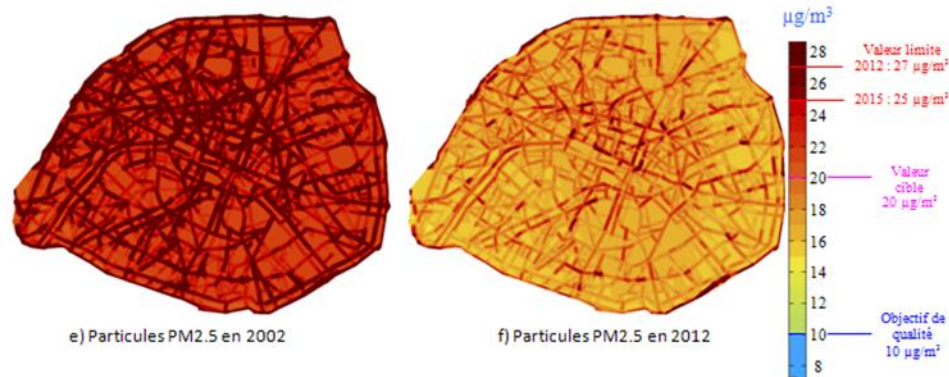 µg/m³
28
26
24
22
20
18
16
14
12
10
8
Valeur limite
2012 : 27 µg/m³
2015 : 25 µg/m³
Valeur
cible
20 µg/m³
Objectif de
qualité
10 µg/m³
e) Particules PM2.5 en 2002
f) Particules PM2.5 en 2012